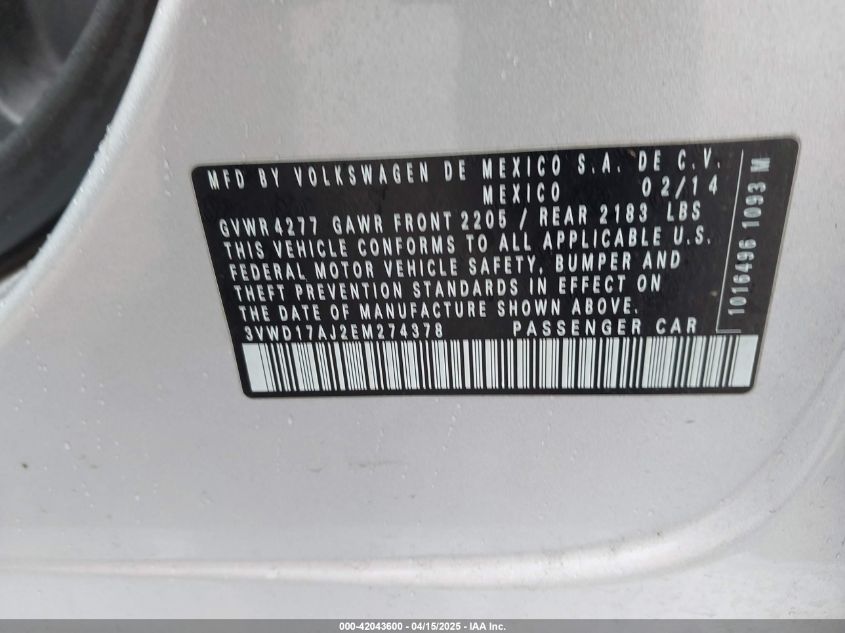 MFD BY VOLKSWAGEN DE MEXICO S.A. DE C.V.
MEXICO 02/14
GVWR 4277 GAWR FRONT 2205 / REAR 2183 LBS
THIS VEHICLE CONFORMS TO ALL APPLICABLE U.S.
FEDERAL MOTOR VEHICLE SAFETY, BUMPER AND
THEFT PREVENTION STANDARDS IN EFFECT ON
THE DATE OF MANUFACTURE SHOWN ABOVE.
3VWD17AJ2EM274378 PASSENGER CAR
1016496 1093 M
000-42043600 - 04/15/2025 - IAA Inc.